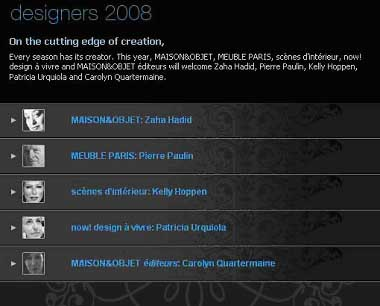 designers 2008
On the cutting edge of creation,
Every season has its creator. This year, MAISON&OBJET, MEUBLE PARIS, scènes d'intérieur, now!
design à vivre and MAISON&OBJET éditeurs will welcome Zaha Hadid, Pierre Paulin, Kelly Hoppen,
Patricia Urquiola and Carolyn Quartermaine.
MAISON&OBJET: Zaha Hadid
MEUBLE PARIS: Pierre Paulin
scènes d'intérieur: Kelly Hoppen
now! design à vivre: Patricia Urquiola
MAISON&OBJET éditeurs: Carolyn Quartermaine